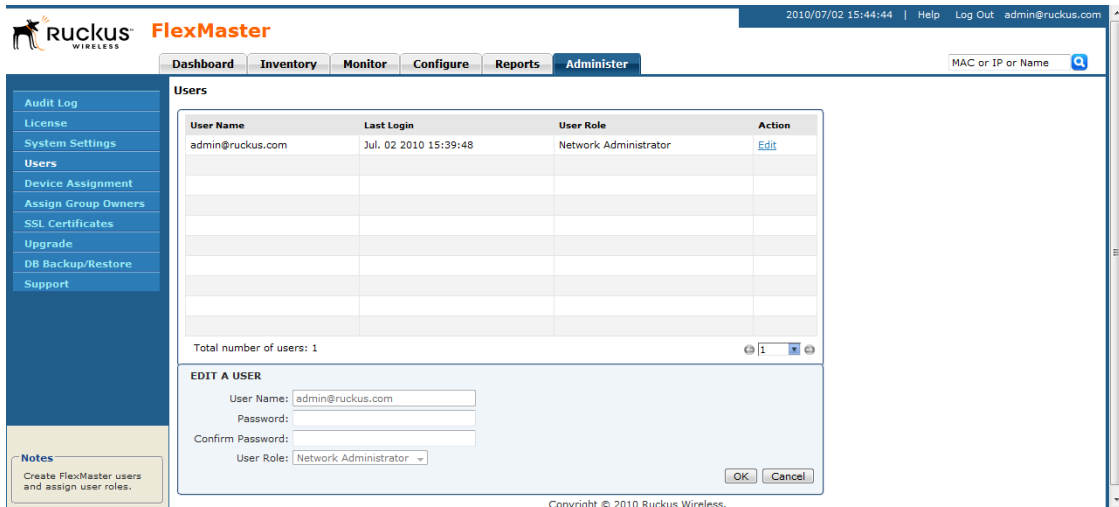 2010/07/02 15:44:44 | Help Log Out admin@ruckus.com
Ruckus WIRELESS FlexMaster
Dashboard Inventory Monitor Configure Reports Administer
MAC or IP or Name
Audit Log
License
System Settings
Users
Device Assignment
Assign Group Owners
SSL Certificates
Upgrade
DB Backup/Restore
Support
Notes
Create FlexMaster users
and assign user roles.
Users
User Name Last Login User Role Action
admin@ruckus.com Jul. 02 2010 15:39:48 Network Administrator Edit
Total number of users: 1
1
EDIT A USER
User Name: admin@ruckus.com
Password:
Confirm Password:
User Role: Network Administrator
OK Cancel
Copyright © 2010 Ruckus Wireless.